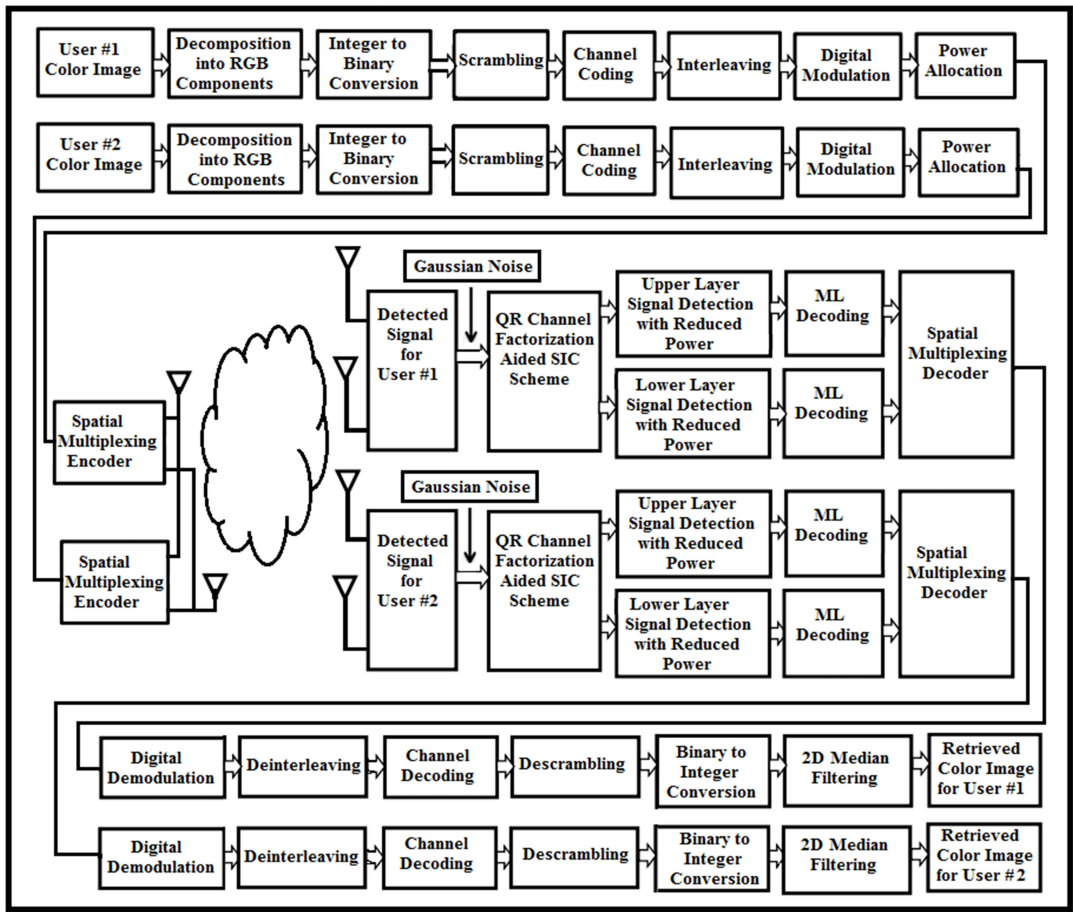 User #1
Color Image
Decomposition
into RGB
Components
Integer to
Binary
Conversion
Scrambling
Channel
Coding
Interleaving
Digital
Modulation
Power
Allocation
User #2
Color Image
Decomposition
into RGB
Components
Integer to
Binary
Conversion
Scrambling
Channel
Coding
Interleaving
Digital
Modulation
Power
Allocation
Spatial
Multiplexing
Encoder
Spatial
Multiplexing
Encoder
Gaussian Noise
Detected
Signal
for
User #1
QR Channel
Factorization
Aided SIC
Scheme
Upper Layer
Signal Detection
with Reduced
Power
ML
Decoding
Lower Layer
Signal Detection
with Reduced
Power
ML
Decoding
Spatial
Multiplexing
Decoder
Gaussian Noise
Detected
Signal
for
User #2
QR Channel
Factorization
Aided SIC
Scheme
Upper Layer
Signal Detection
with Reduced
Power
ML
Decoding
Lower Layer
Signal Detection
with Reduced
Power
ML
Decoding
Spatial
Multiplexing
Decoder
Digital
Demodulation
Deinterleaving
Channel
Decoding
Descrambling
Binary to
Integer
Conversion
2D Median
Filtering
Retrieved
Color Image
for User #1
Digital
Demodulation
Deinterleaving
Channel
Decoding
Descrambling
Binary to
Integer
Conversion
2D Median
Filtering
Retrieved
Color Image
for User #2